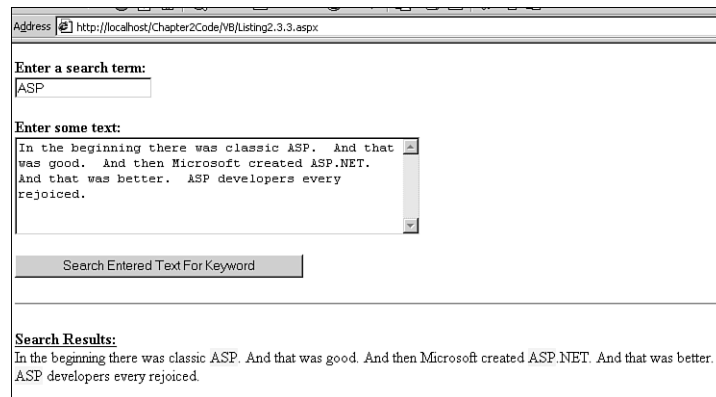 Address http://localhost/Chapter2Code/VB/Listing2.3.3.aspx
Enter a search term:
ASP
Enter some text:
In the beginning there was classic ASP.  And that
was good.  And then Microsoft created ASP.NET.
And that was better.  ASP developers every
rejoiced.
Search Entered Text For Keyword
Search Results:
In the beginning there was classic ASP. And that was good. And then Microsoft created ASP.NET. And that was better.
ASP developers every rejoiced.